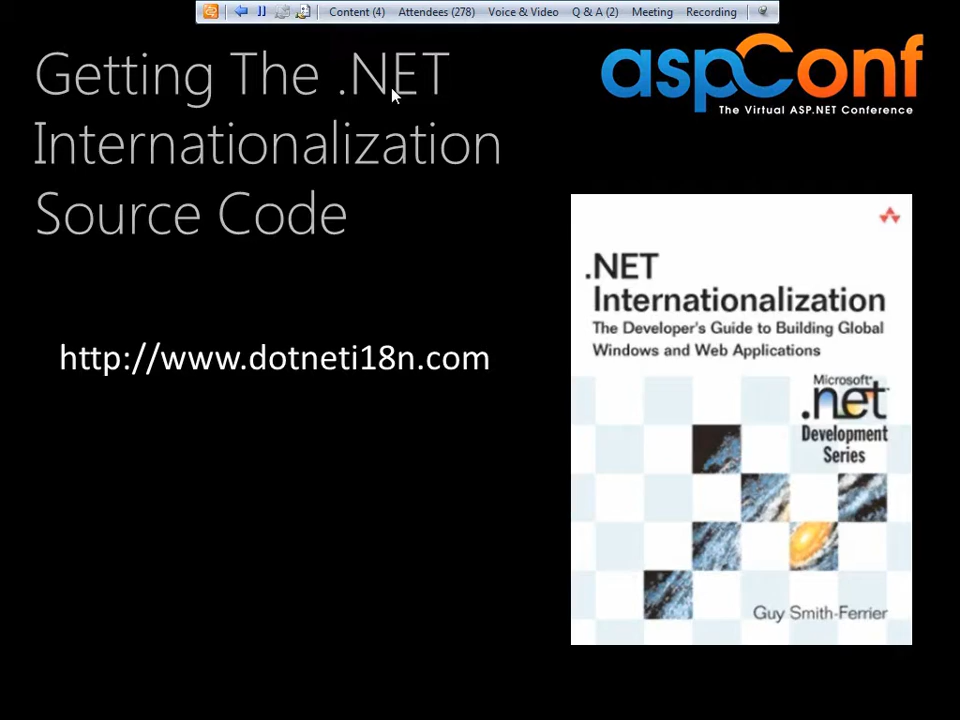 Content (4) Attendees (278) Voice & Video Q & A (2) Meeting Recording
Getting The .NET
Internationalization
Source Code
aspConf
The Virtual ASP.NET Conference
http://www.dotneti18n.com
.NET
Internationalization
The Developer's Guide to Building Global
Windows and Web Applications
Microsoft®
.net™
Development
Series
Guy Smith-Ferrier